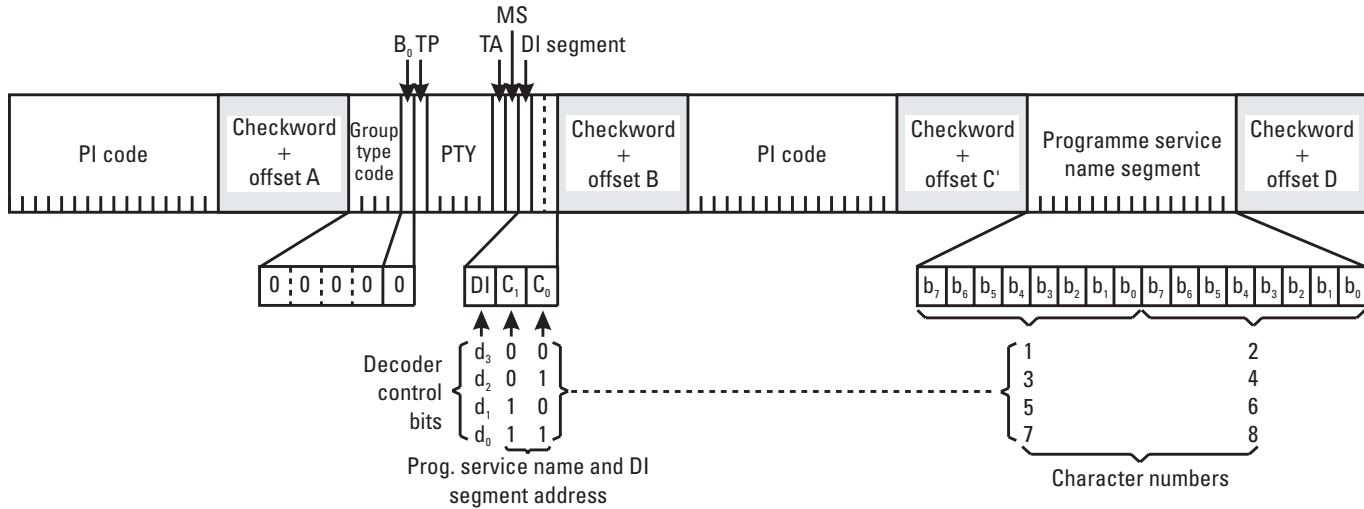 MS
B₀ TP TA DI segment
PI code
Checkword
+
offset A
Group
type
code
PTY
Checkword
+
offset B
PI code
Checkword
+
offset C'
Programme service
name segment
Checkword
+
offset D
0 0 0 0 0
DI C₁ C₀
b₇ b₆ b₅ b₄ b₃ b₂ b₁ b₀ b₇ b₆ b₅ b₄ b₃ b₂ b₁ b₀
Decoder
control
bits
d₃ 0 0
d₂ 0 1
d₁ 1 0
d₀ 1 1
1 2
3 4
5 6
7 8
Prog. service name and DI
segment address
Character numbers